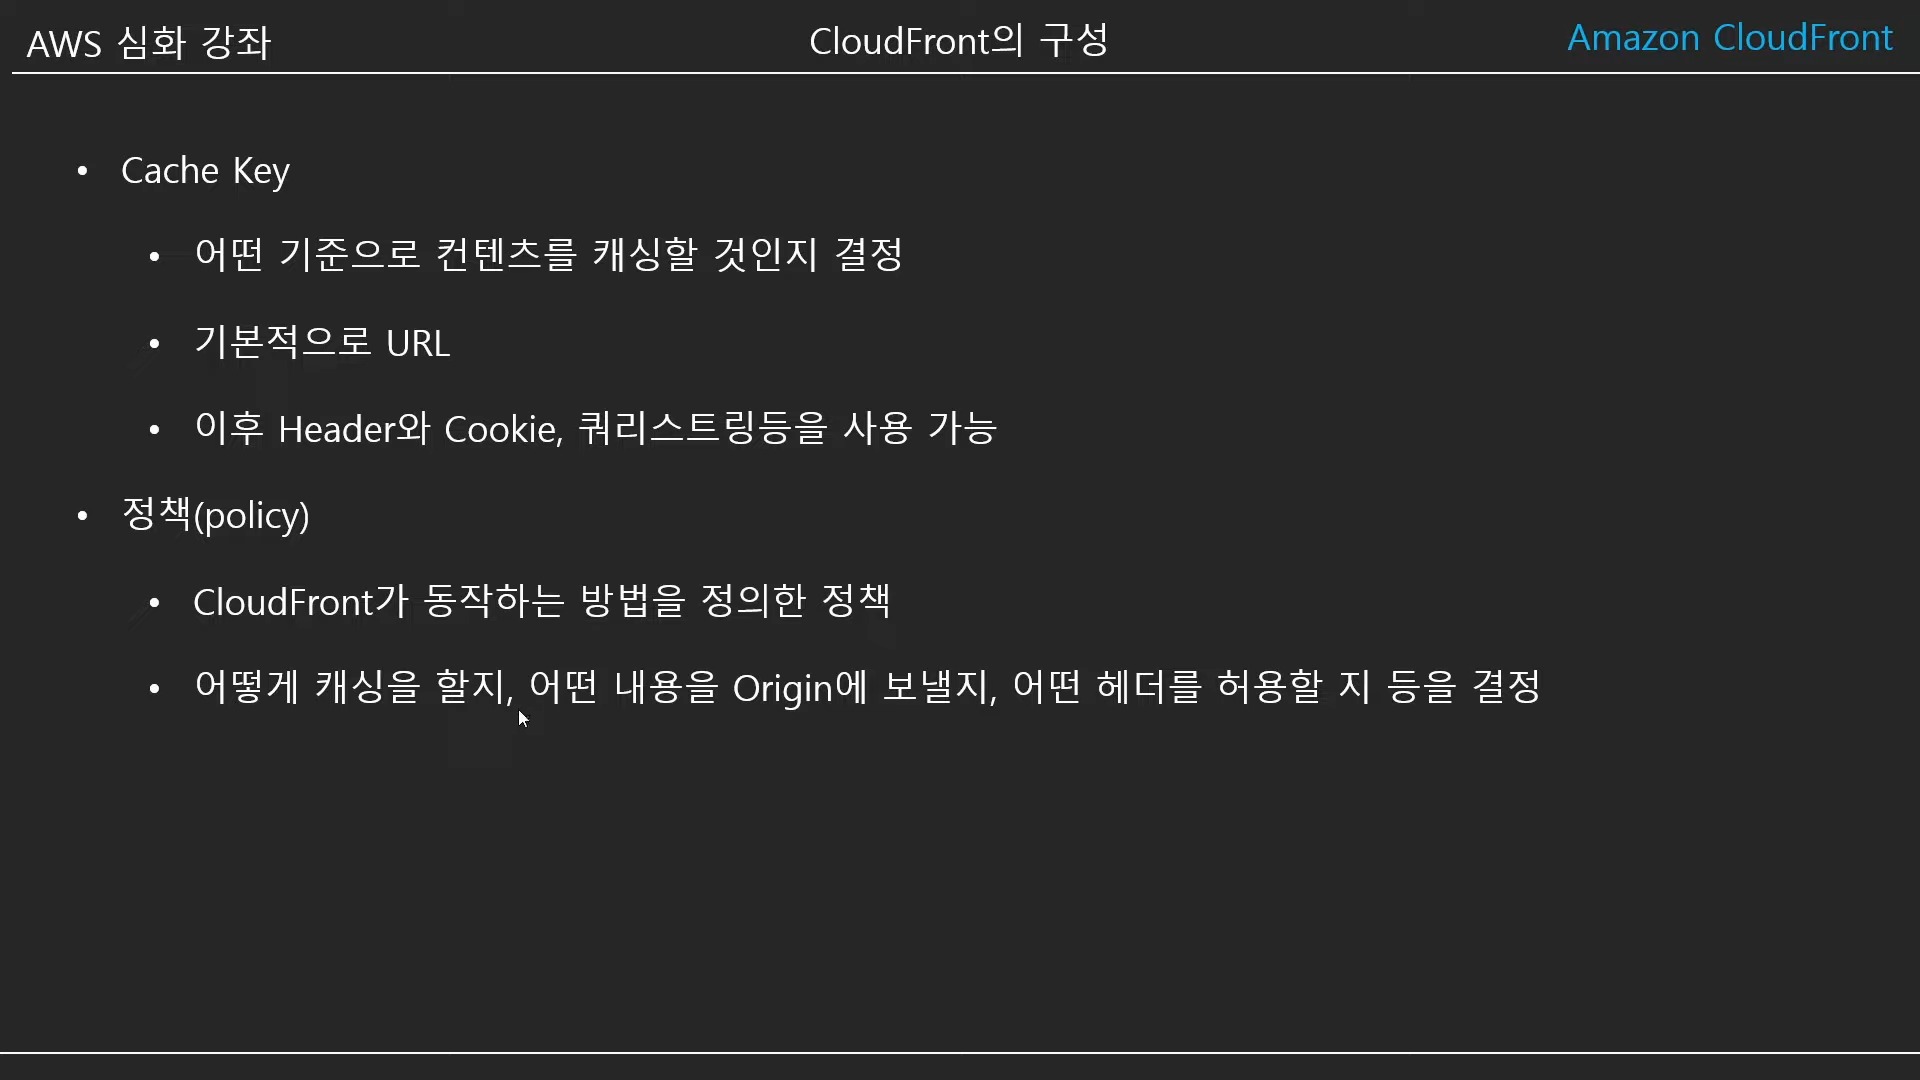 AWS 심화 강좌
CloudFront의 구성
Amazon CloudFront
• Cache Key
• 어떤 기준으로 컨텐츠를 캐싱할 것인지 결정
• 기본적으로 URL
• 이후 Header와 Cookie, 쿼리스트링등을 사용 가능
• 정책(policy)
• CloudFront가 동작하는 방법을 정의한 정책
• 어떻게 캐싱을 할지, 어떤 내용을 Origin에 보낼지, 어떤 헤더를 허용할 지 등을 결정